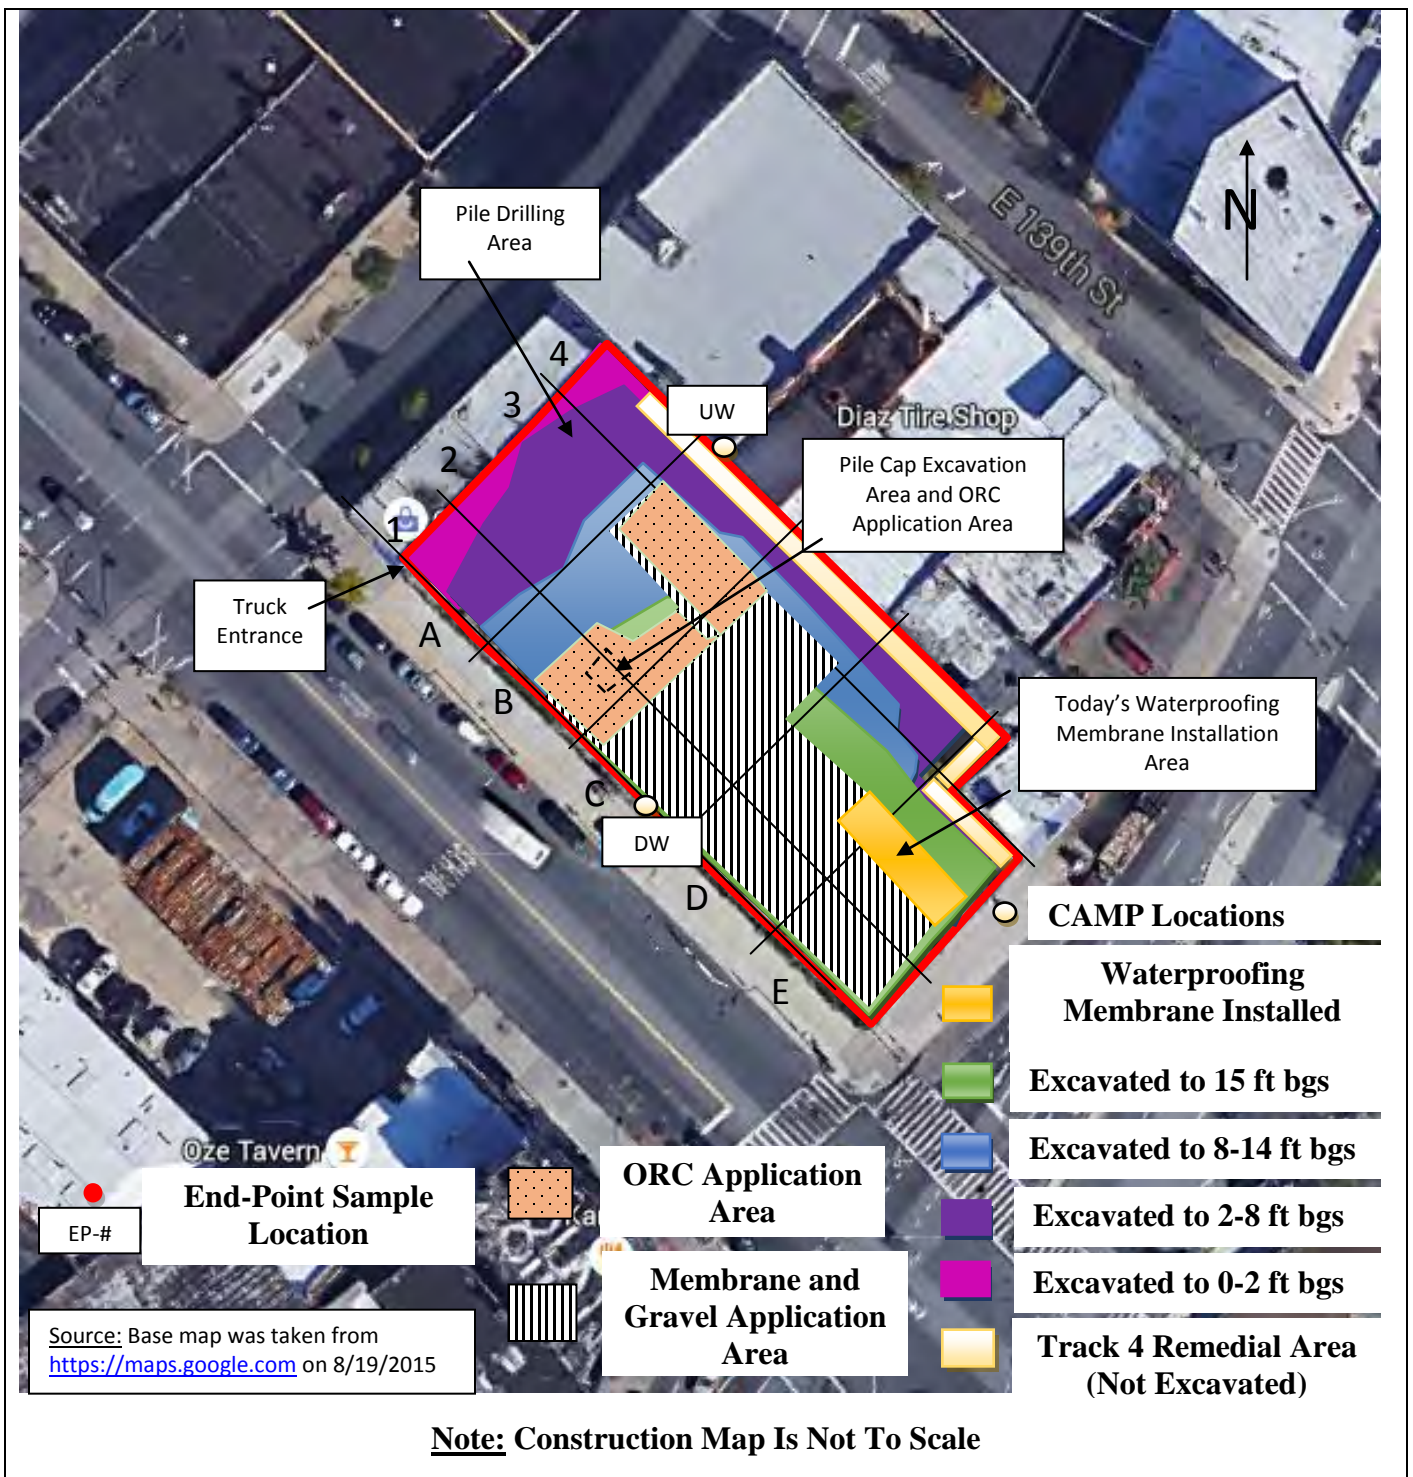 E 139th St
N
Pile Drilling
Area
4
3
2
1
UW
Diaz Tire Shop
Pile Cap Excavation
Area and ORC
Application Area
Truck
Entrance
A
B
C
D
E
DW
Today's Waterproofing
Membrane Installation
Area
CAMP Locations
Waterproofing
Membrane Installed
Excavated to 15 ft bgs
Excavated to 8-14 ft bgs
Excavated to 2-8 ft bgs
Excavated to 0-2 ft bgs
Track 4 Remedial Area
(Not Excavated)
Oze Tavern
EP-#
End-Point Sample
Location
ORC Application
Area
Membrane and
Gravel Application
Area
Source: Base map was taken from
https://maps.google.com on 8/19/2015
Note: Construction Map Is Not To Scale